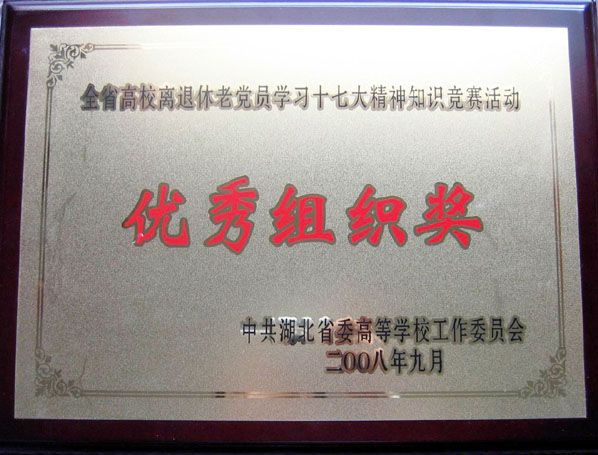 全省高校离退休老党员学习十七大精神知识竞赛活动
优秀组织奖
中共湖北省委高等学校工作委员会
二00八年九月